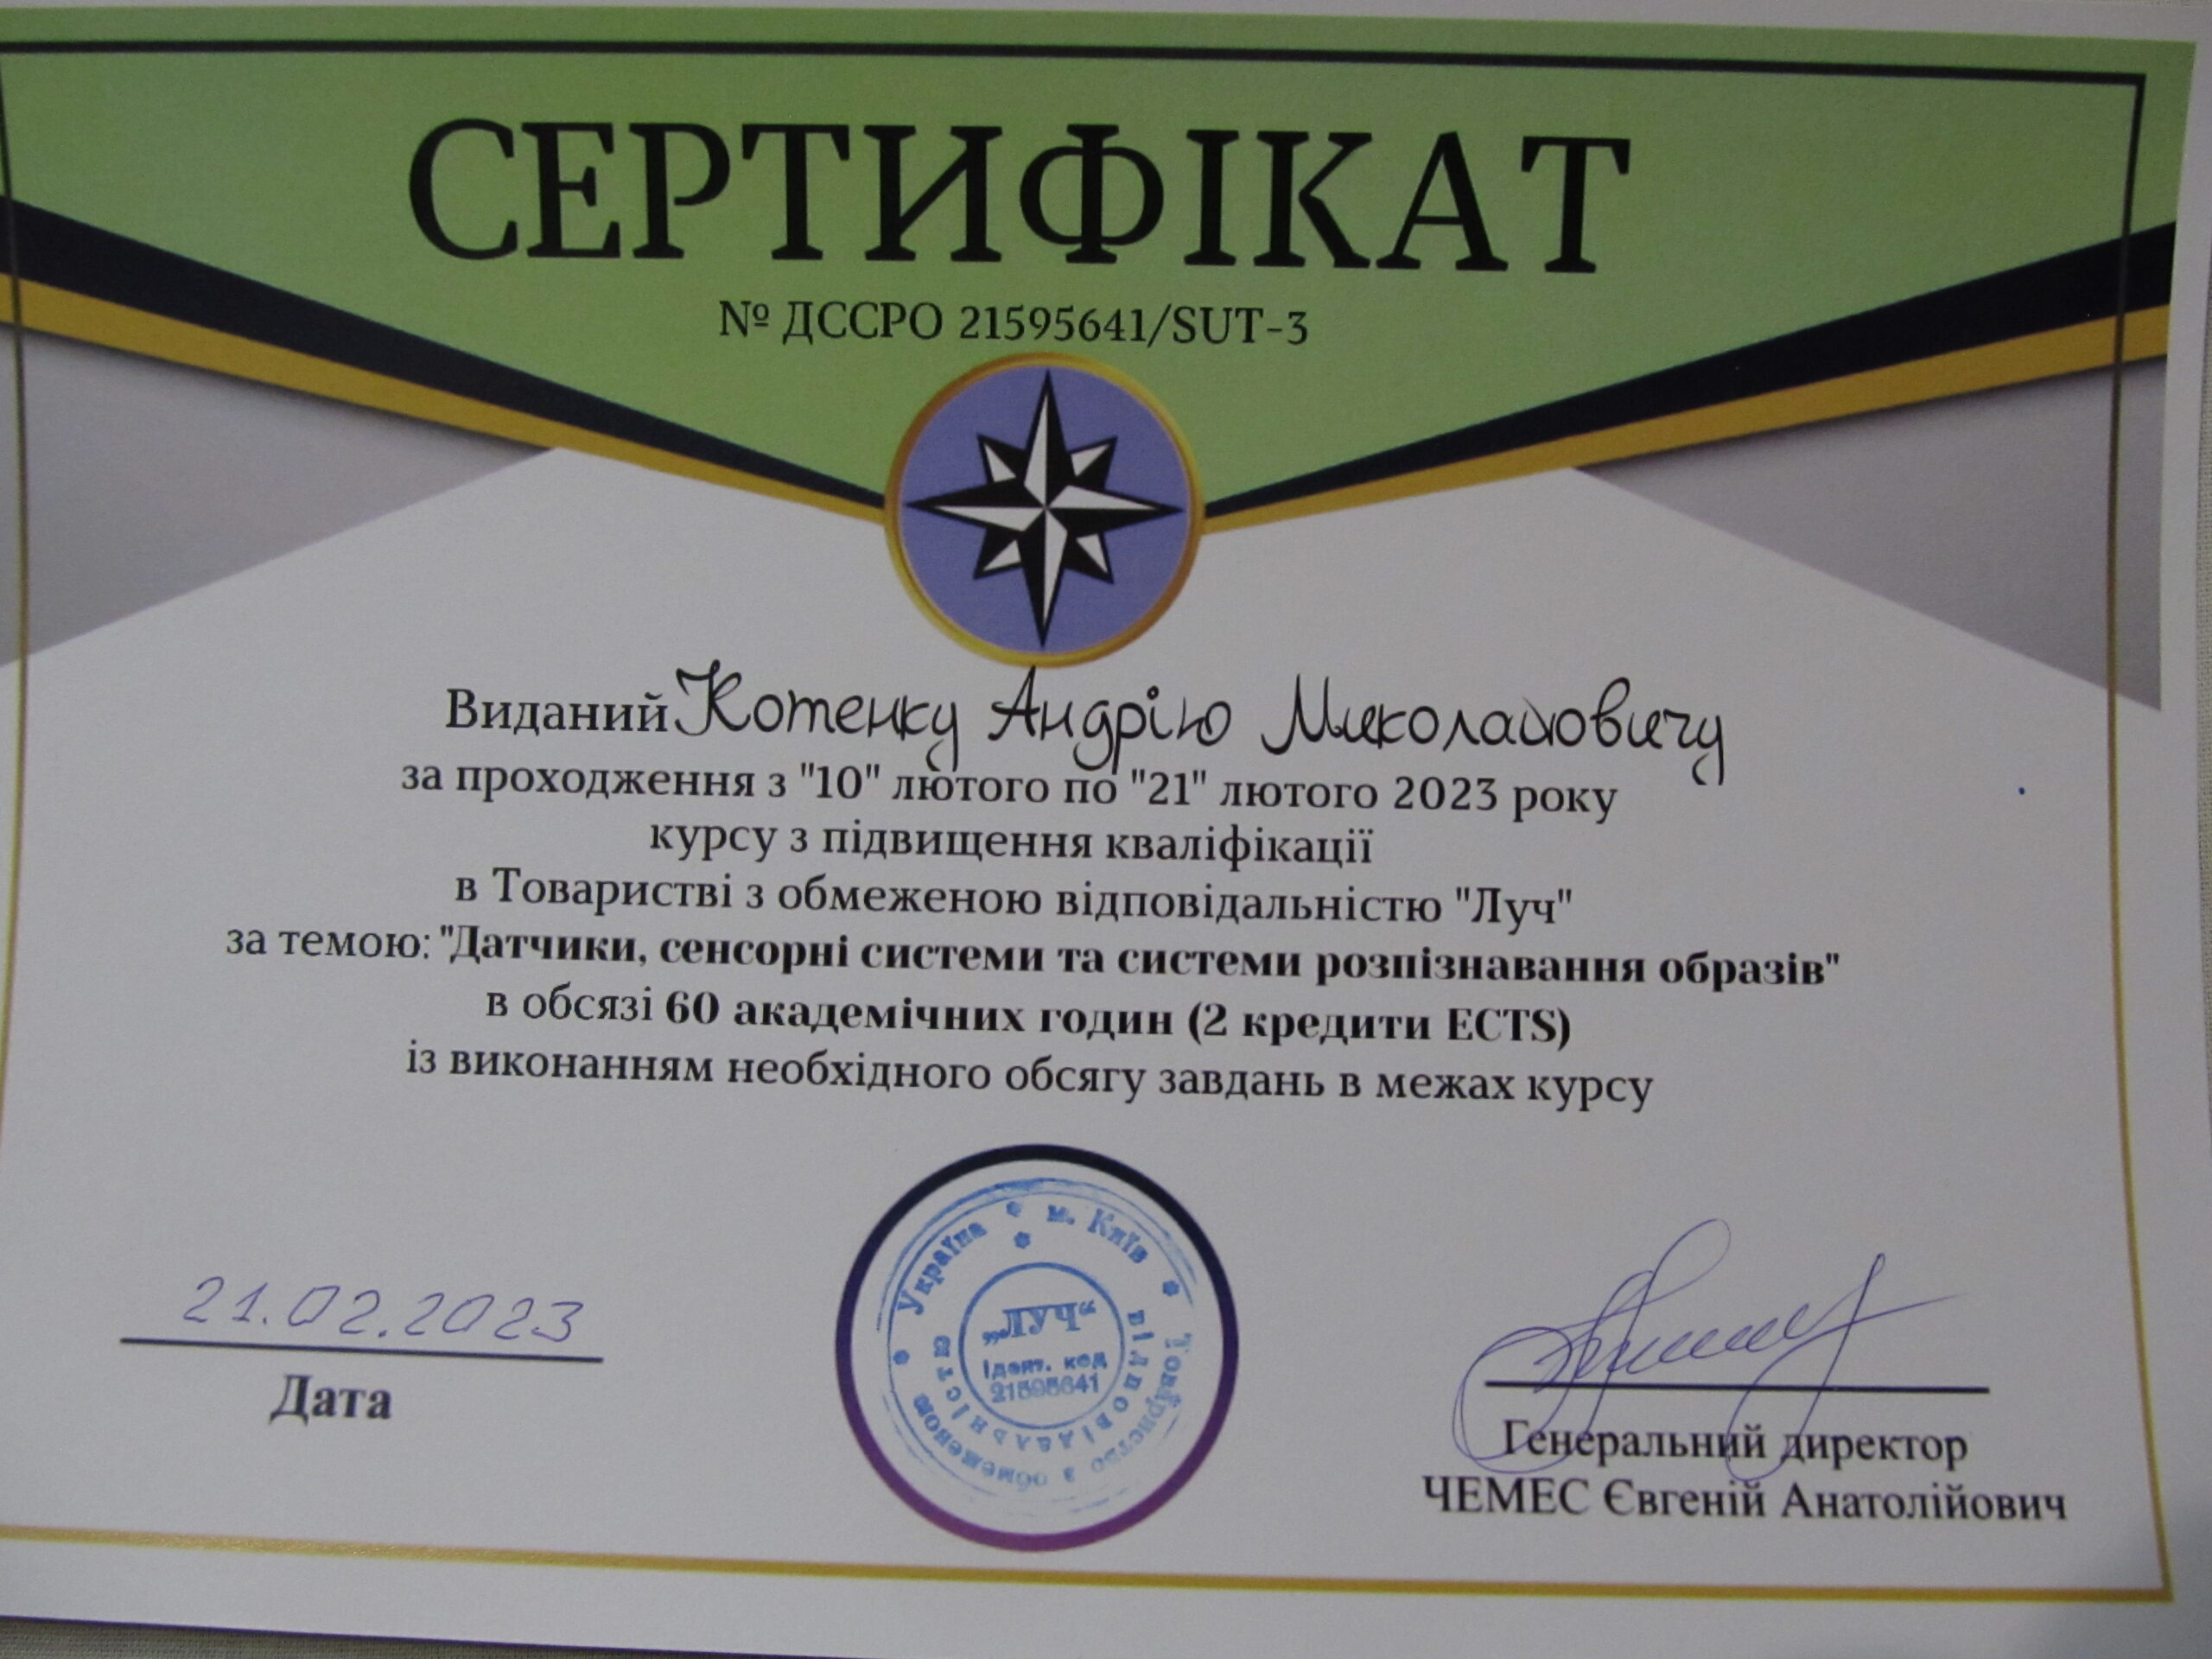 СЕРТИФІКАТ
№ ДССРО 21595641/SUT-3
Виданий Котенку Андрію Миколайовичу
за проходження з "10" лютого по "21" лютого 2023 року
курсу з підвищення кваліфікації
в Товаристві з обмеженою відповідальністю "Луч"
за темою: "Датчики, сенсорні системи та системи розпізнавання образів"
в обсязі 60 академічних годин (2 кредити ECTS)
із виконанням необхідного обсягу завдань в межах курсу
21.02.2023
Дата
Україна * м. Київ *
Товариство з обмеженою
відповідальністю
„ЛУЧ“
Ідент. код
21595641
Генеральний директор
ЧЕМЕС Євгеній Анатолійович